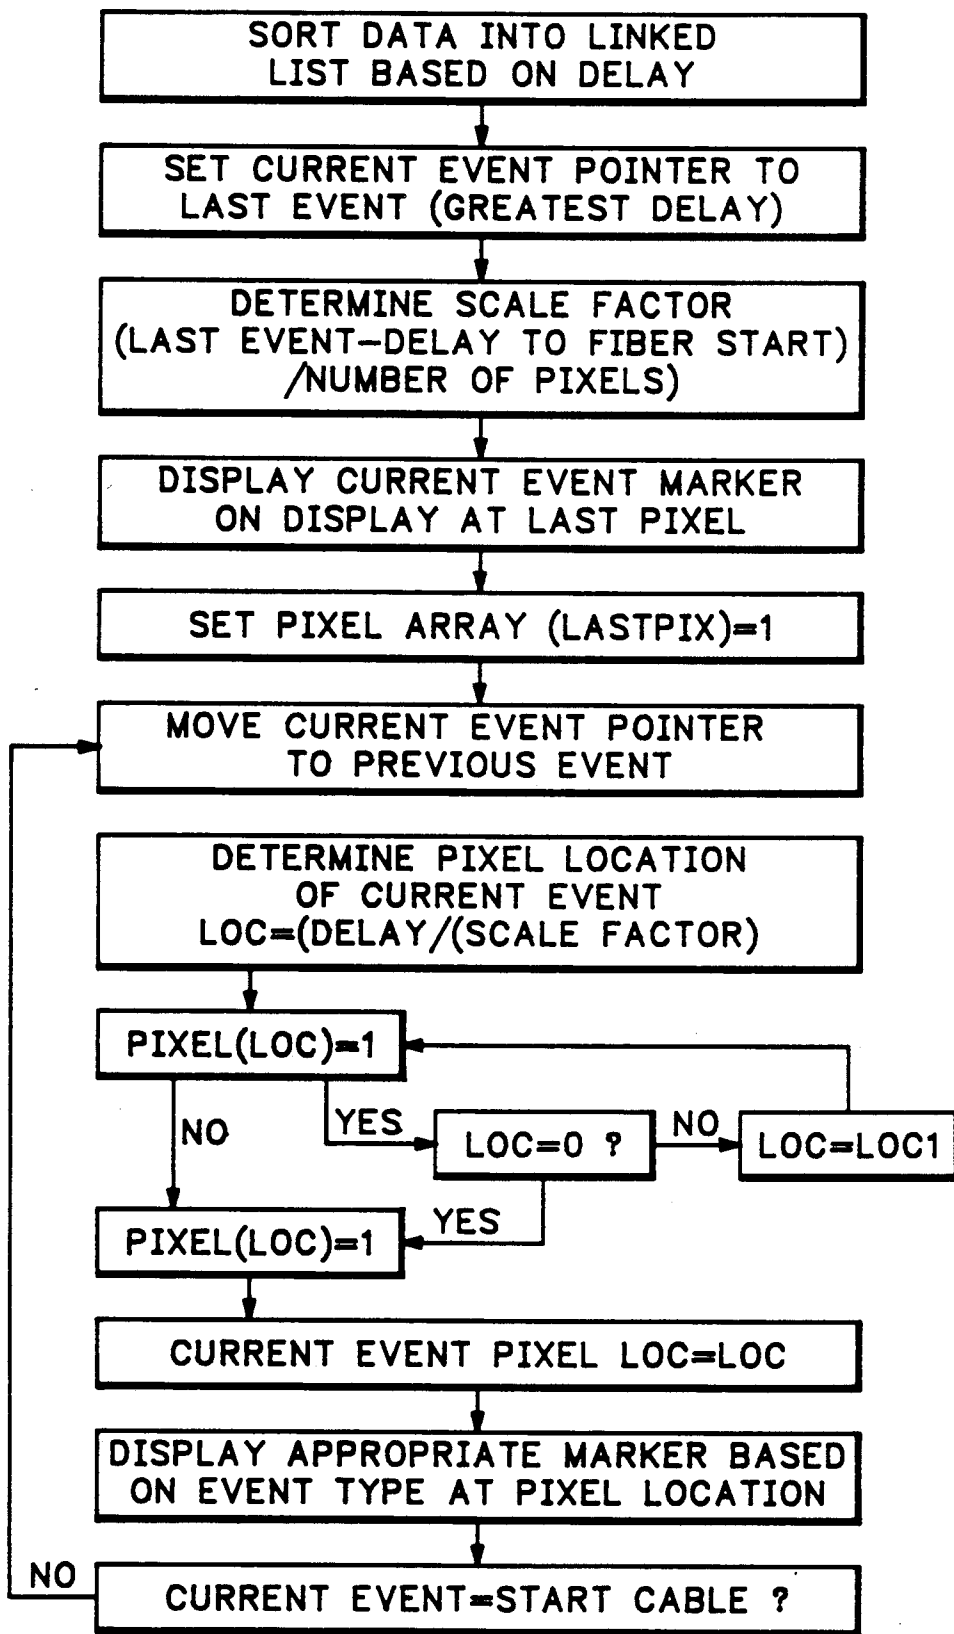 SORT DATA INTO LINKED
LIST BASED ON DELAY
SET CURRENT EVENT POINTER TO
LAST EVENT (GREATEST DELAY)
DETERMINE SCALE FACTOR
(LAST EVENT-DELAY TO FIBER START)
/NUMBER OF PIXELS)
DISPLAY CURRENT EVENT MARKER
ON DISPLAY AT LAST PIXEL
SET PIXEL ARRAY (LASTPIX)=1
MOVE CURRENT EVENT POINTER
TO PREVIOUS EVENT
DETERMINE PIXEL LOCATION
OF CURRENT EVENT
LOC=(DELAY/(SCALE FACTOR)
PIXEL(LOC)=1
NO
YES
LOC=0 ?
NO
LOC=LOC1
YES
PIXEL(LOC)=1
CURRENT EVENT PIXEL LOC=LOC
DISPLAY APPROPRIATE MARKER BASED
ON EVENT TYPE AT PIXEL LOCATION
NO
CURRENT EVENT=START CABLE ?